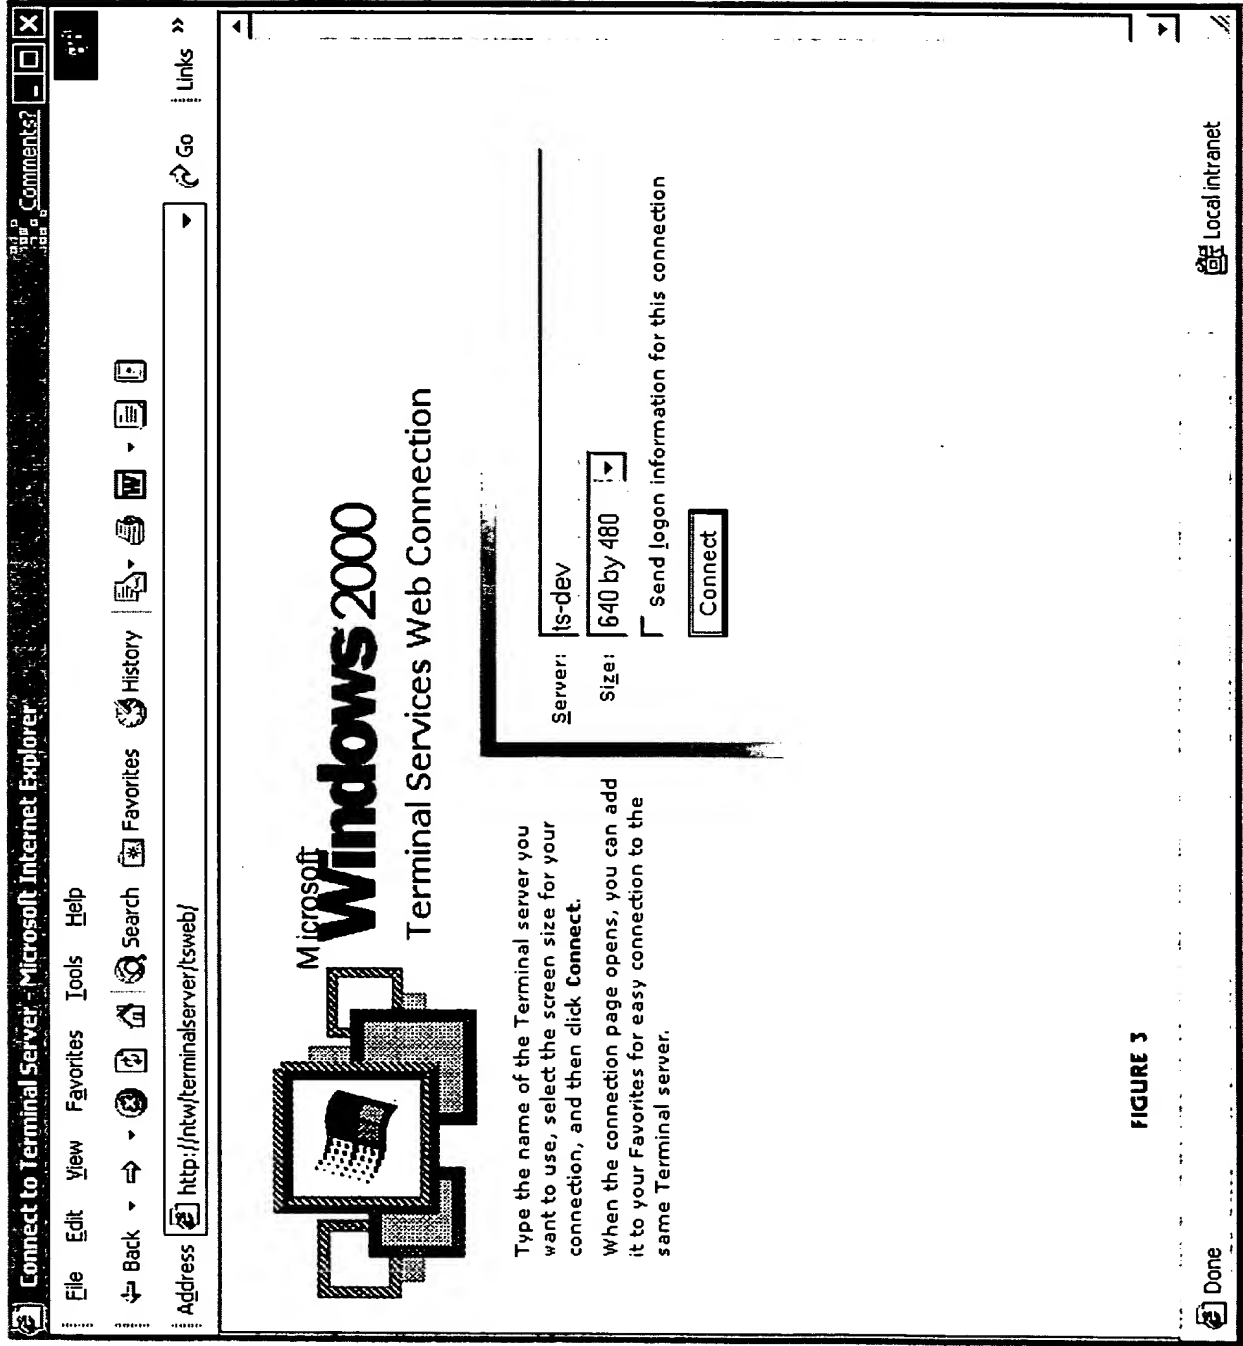 Connect to Terminal Server - Microsoft Internet Explorer Comments?
File Edit View Favorites Tools Help
Back Search Favorites History
Address http://ntw/terminalserver/tsweb/ Go Links »
Microsoft
Windows 2000
Terminal Services Web Connection
Type the name of the Terminal server you
want to use, select the screen size for your
connection, and then click Connect.
When the connection page opens, you can add
it to your Favorites for easy connection to the
same Terminal server.
Server: ts-dev
Size: 640 by 480
Send logon information for this connection
Connect
FIGURE 3
Done Local intranet